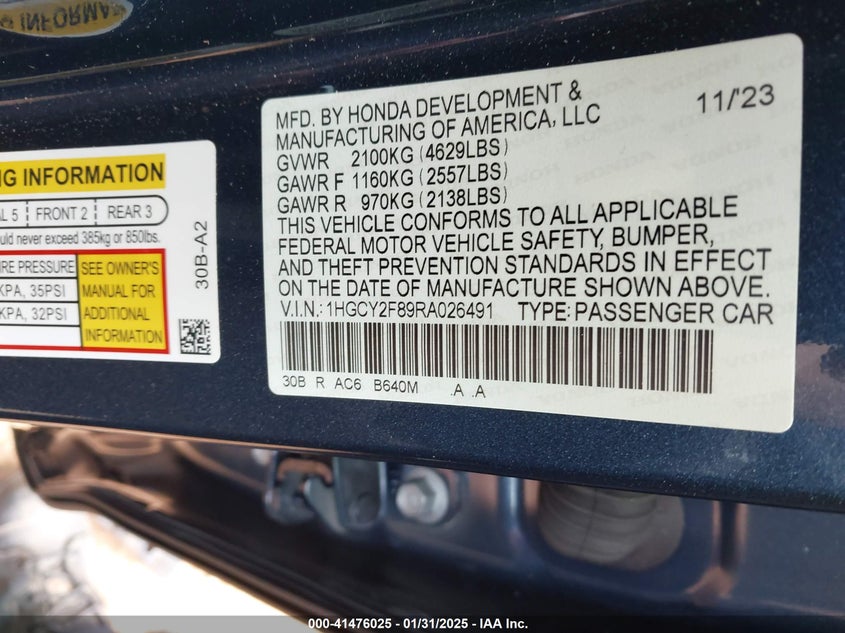 INFORMA
NG INFORMATION
AL 5 FRONT 2 REAR 3
uld never exceed 385kg or 850lbs.
IRE PRESSURE
KPA, 35PSI
KPA, 32PSI
SEE OWNER'S
MANUAL FOR
ADDITIONAL
INFORMATION
30B-A2
MFD. BY HONDA DEVELOPMENT &
MANUFACTURING OF AMERICA, LLC
11/'23
GVWR 2100KG (4629LBS)
GAWR F 1160KG (2557LBS)
GAWR R 970KG (2138LBS)
THIS VEHICLE CONFORMS TO ALL APPLICABLE
FEDERAL MOTOR VEHICLE SAFETY, BUMPER,
AND THEFT PREVENTION STANDARDS IN EFFECT
ON THE DATE OF MANUFACTURE SHOWN ABOVE.
V.I.N.: 1HGCY2F89RA026491 TYPE: PASSENGER CAR
30B R AC6 B640M .A .A
000-41476025 - 01/31/2025 - IAA Inc.